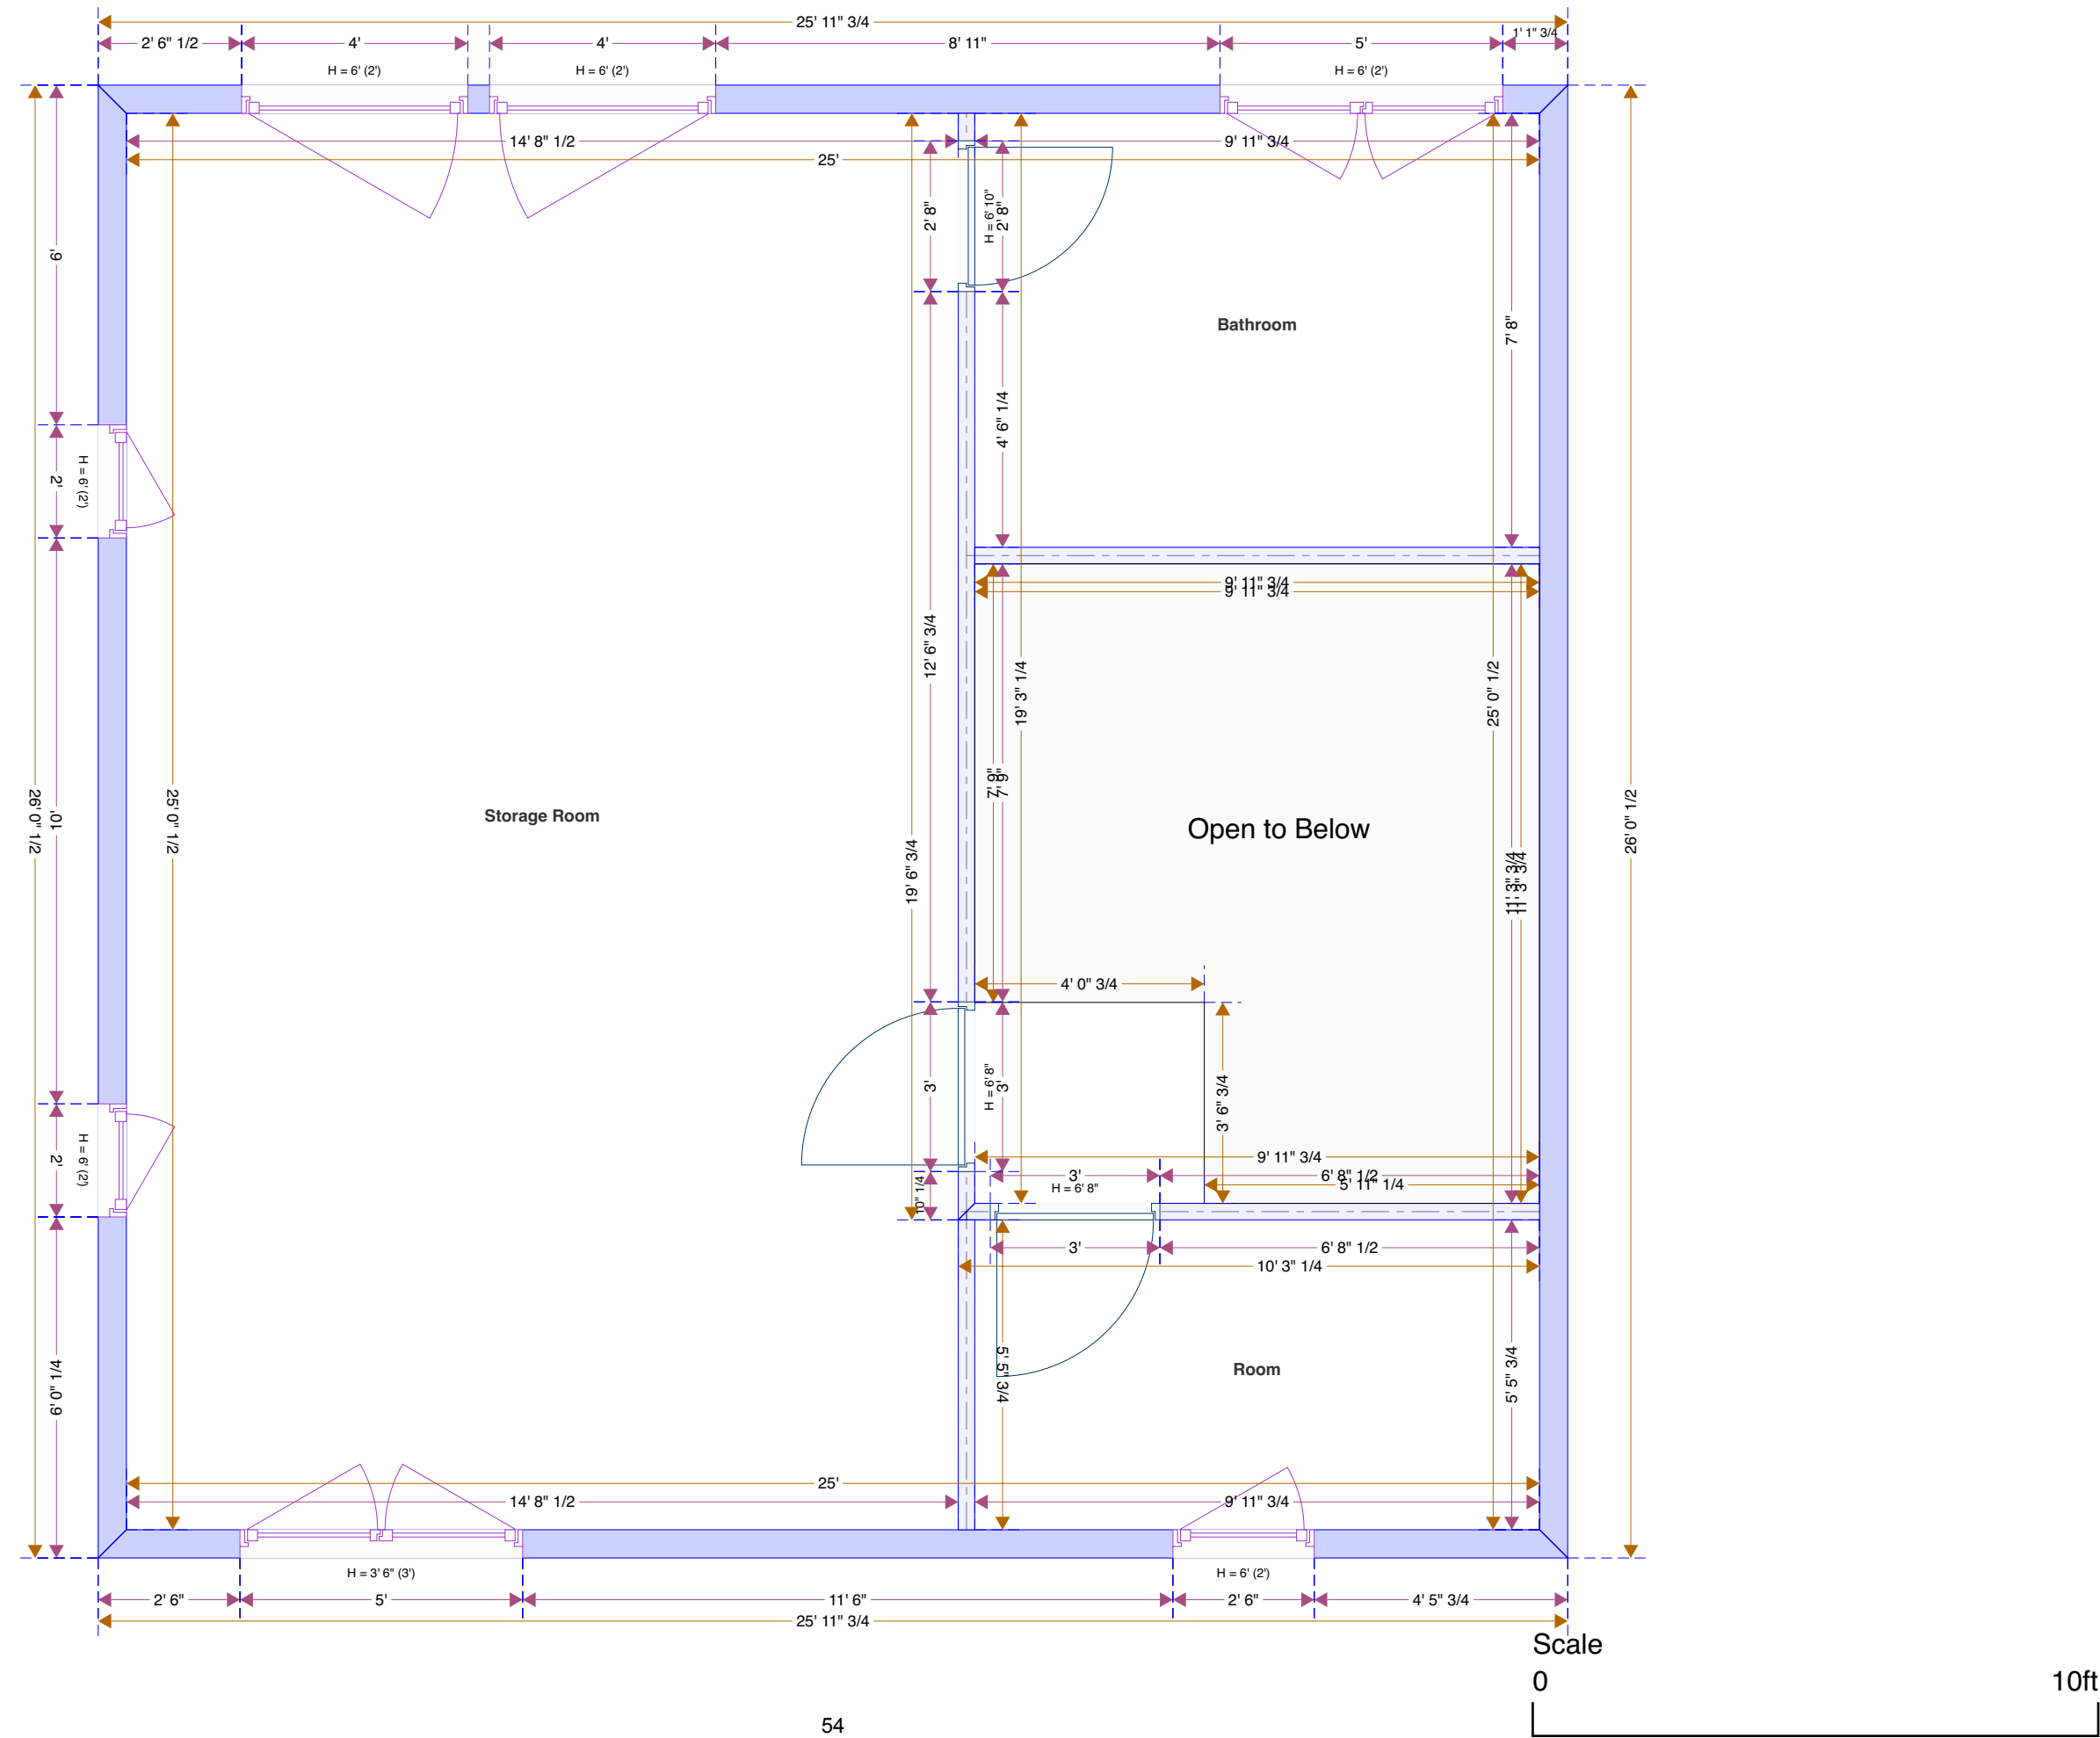 25' 11" 3/4
2' 6" 1/2
4'
4'
8' 11"
5'
1' 1" 3/4
H = 6' (2')
H = 6' (2')
H = 6' (2')
14' 8" 1/2
9' 11" 3/4
25'
6'
2' 8"
H = 6' 10"
2' 8"
Bathroom
7' 8"
4' 6" 1/4
2'
H = 6' (2')
9' 11" 3/4
9' 11" 3/4
12' 6" 3/4
19' 3" 1/4
25' 0" 1/2
7' 9"
7' 9"
26' 0" 1/2
10'
25' 0" 1/2
Storage Room
Open to Below
26' 0" 1/2
19' 6" 3/4
11' 3" 3/4
11' 3" 3/4
4' 0" 3/4
3'
H = 6' 8"
3'
3' 6" 3/4
2'
H = 6' (2')
9' 11" 3/4
3'
6' 8" 1/2
H = 6' 8"
5' 11" 1/4
10" 1/4
3'
6' 8" 1/2
10' 3" 1/4
6' 0" 1/4
5' 5" 3/4
Room
5' 5" 3/4
25'
14' 8" 1/2
9' 11" 3/4
H = 3' 6" (3')
H = 6' (2')
2' 6"
5'
11' 6"
2' 6"
4' 5" 3/4
25' 11" 3/4
Scale
0
10ft
54